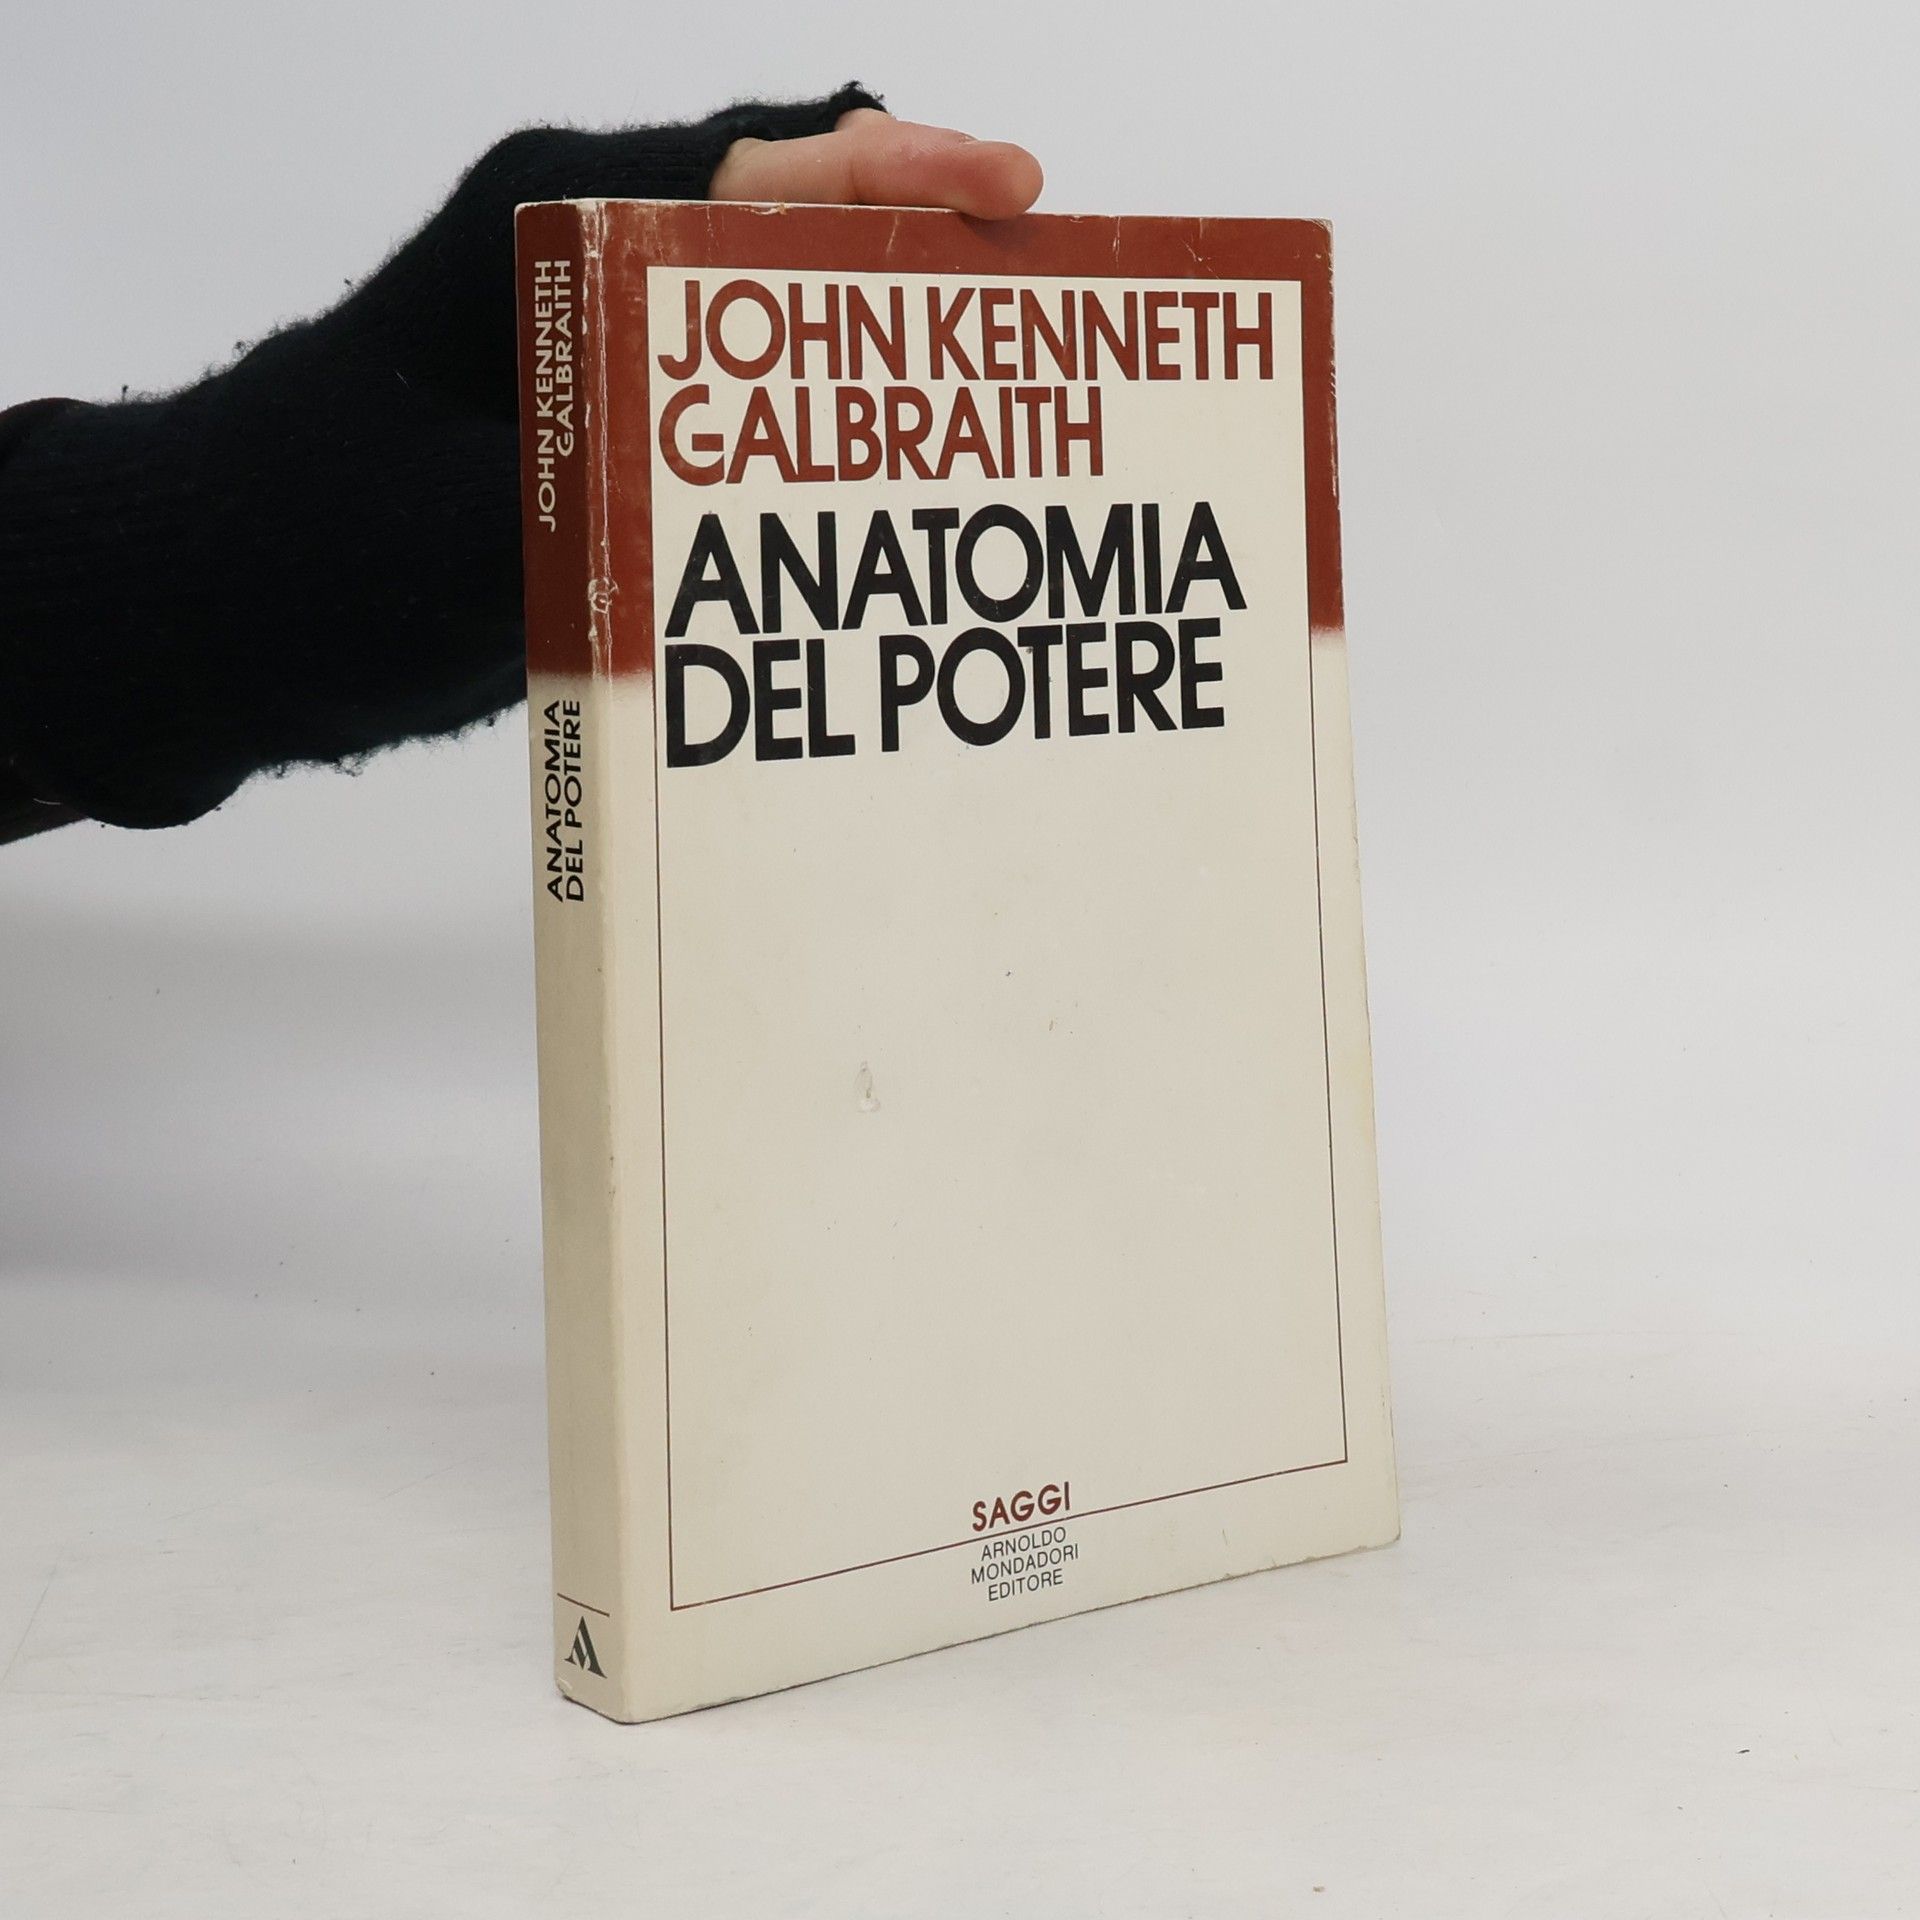 JOHN KENNETH
GALBRAITH
ANATOMIA
DEL POTERE
JOHN KENNETH
GALBRAITH
ANATOMIA
DEL POTERE
SAGGI
ARNOLDO
MONDADORI
EDITORE